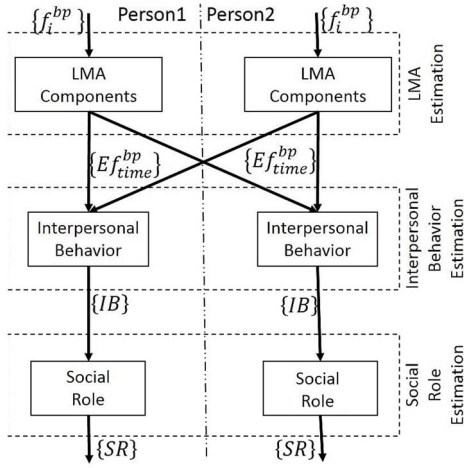 Person1 Person2
{f_i^{bp}} {f_i^{bp}}
LMA
Components
LMA
Components
LMA
Estimation
{Ef_{time}^{bp}} {Ef_{time}^{bp}}
Interpersonal
Behavior
Interpersonal
Behavior
Interpersonal
Behavior
Estimation
{IB} {IB}
Social
Role
Social
Role
Social
Role
Estimation
{SR} {SR}